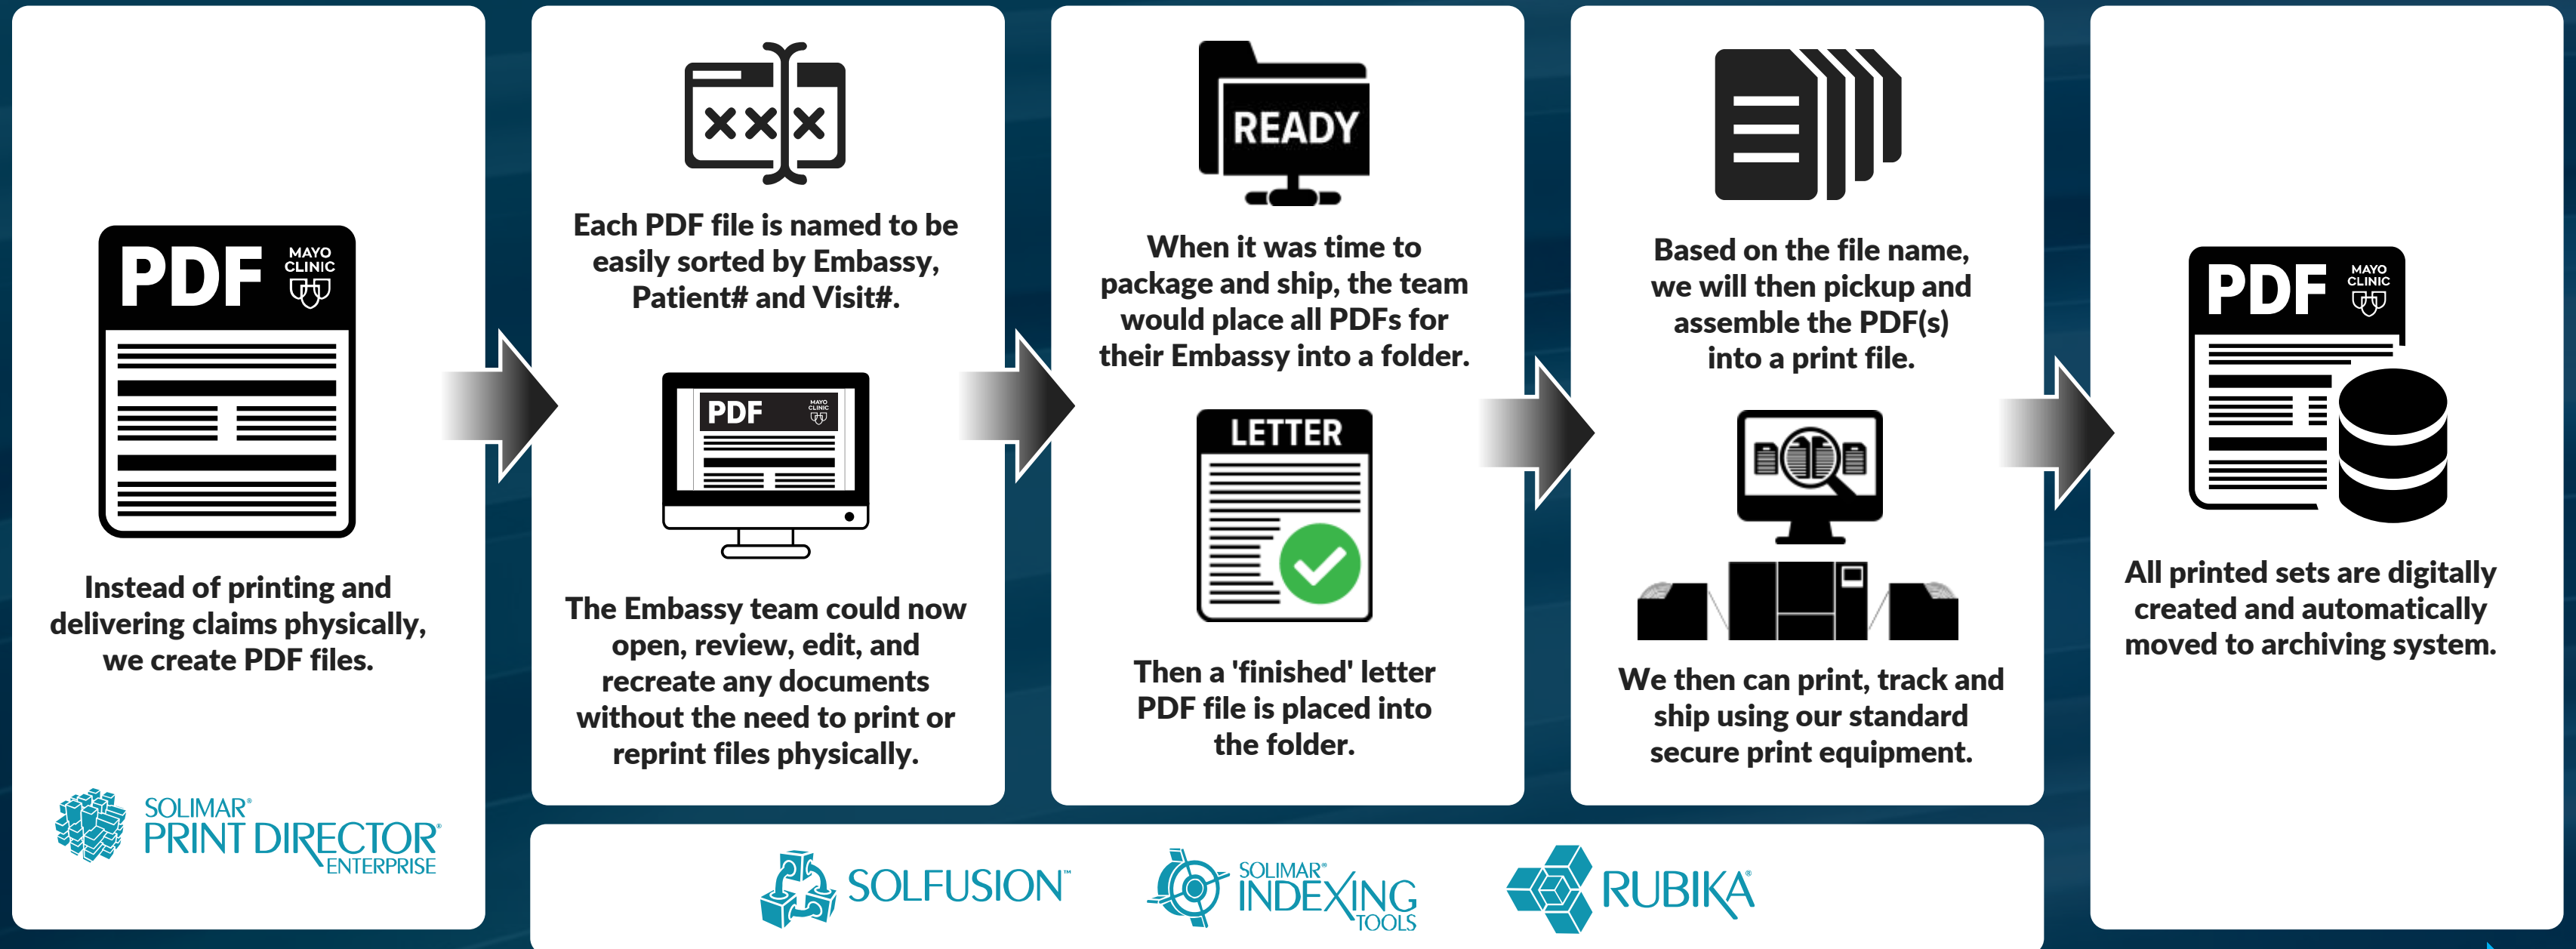 PDF
MAYO
CLINIC
Instead of printing and
delivering claims physically,
we create PDF files.
SOLIMAR®
PRINT DIRECTOR®
ENTERPRISE
Each PDF file is named to be
easily sorted by Embassy,
Patient# and Visit#.
PDF
MAYO
CLINIC
The Embassy team could now
open, review, edit, and
recreate any documents
without the need to print or
reprint files physically.
READY
When it was time to
package and ship, the team
would place all PDFs for
their Embassy into a folder.
LETTER
Then a 'finished' letter
PDF file is placed into
the folder.
Based on the file name,
we will then pickup and
assemble the PDF(s)
into a print file.
We then can print, track and
ship using our standard
secure print equipment.
SOLFUSION™
SOLIMAR®
INDEXING
TOOLS
RUBIKA®
PDF
MAYO
CLINIC
All printed sets are digitally
created and automatically
moved to archiving system.